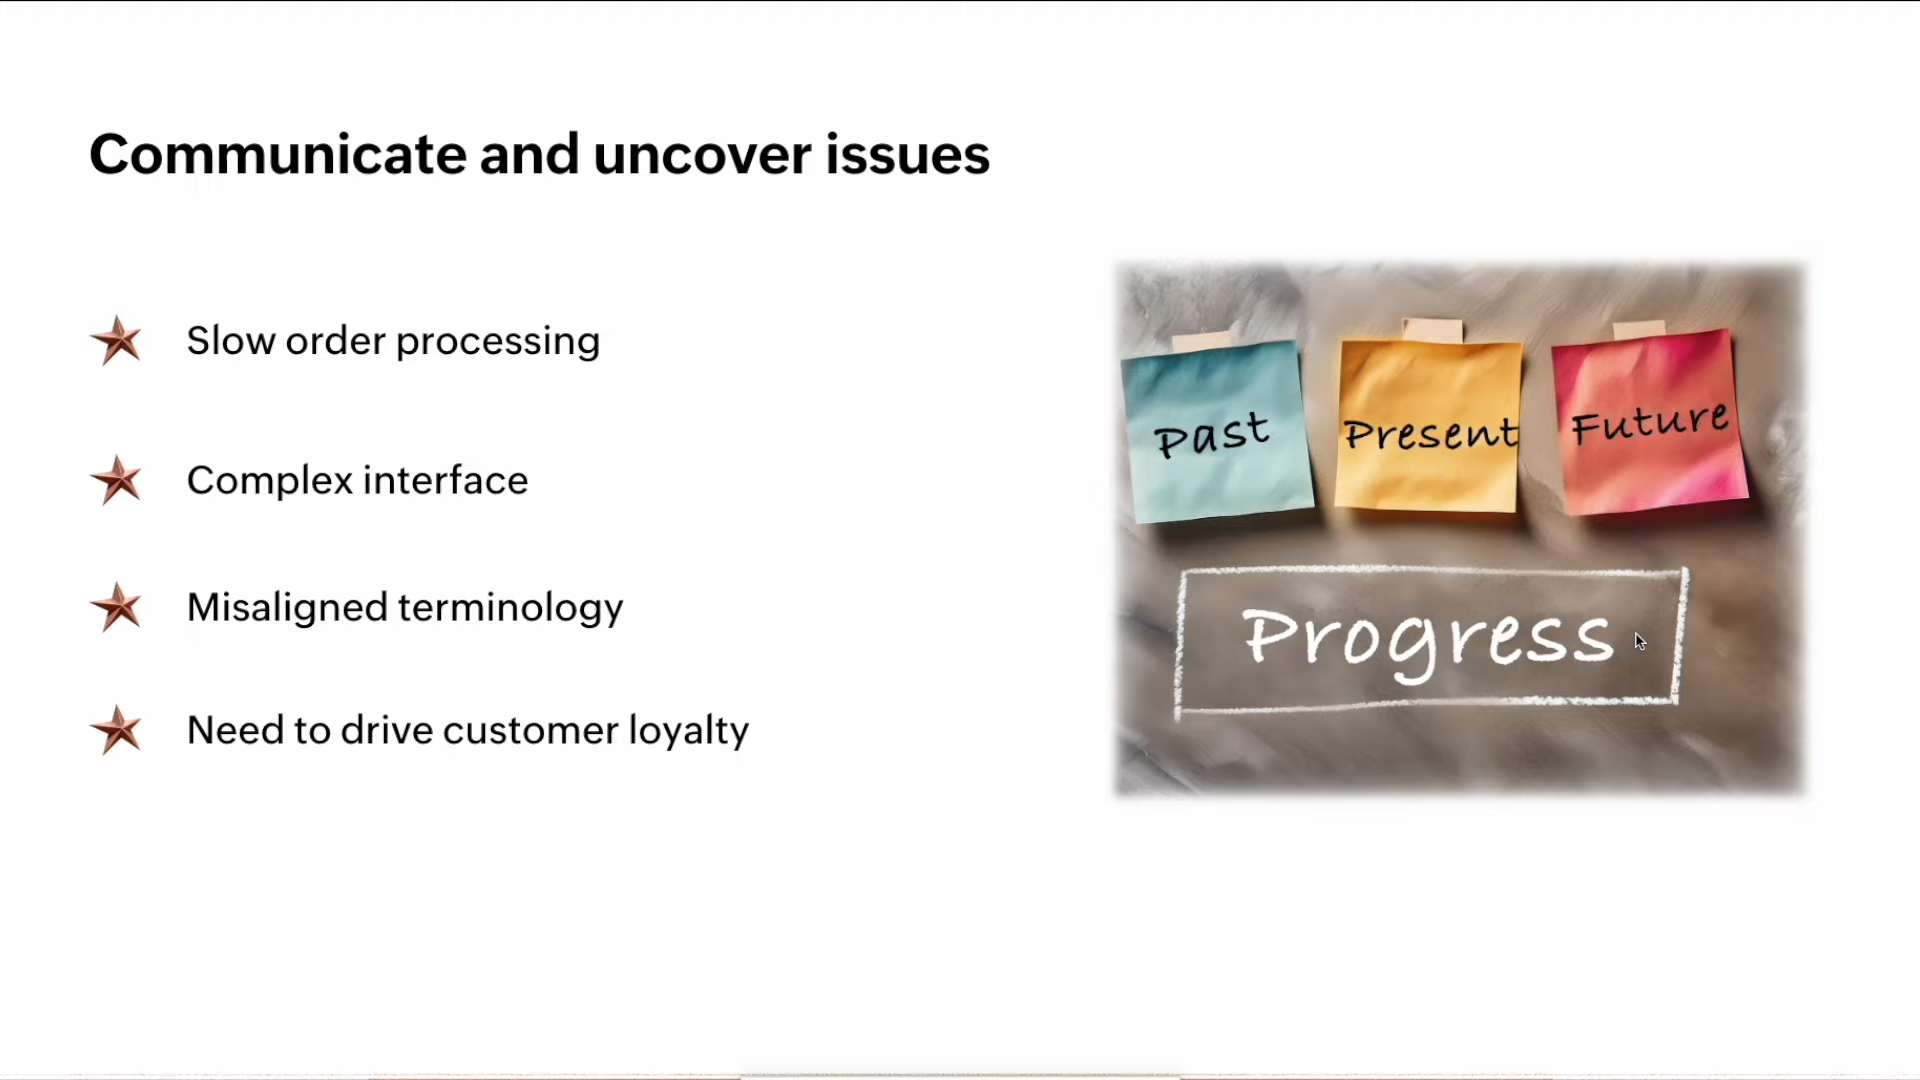 Communicate and uncover issues
Slow order processing
Complex interface
Misaligned terminology
Need to drive customer loyalty
Past
Present
Future
Progress